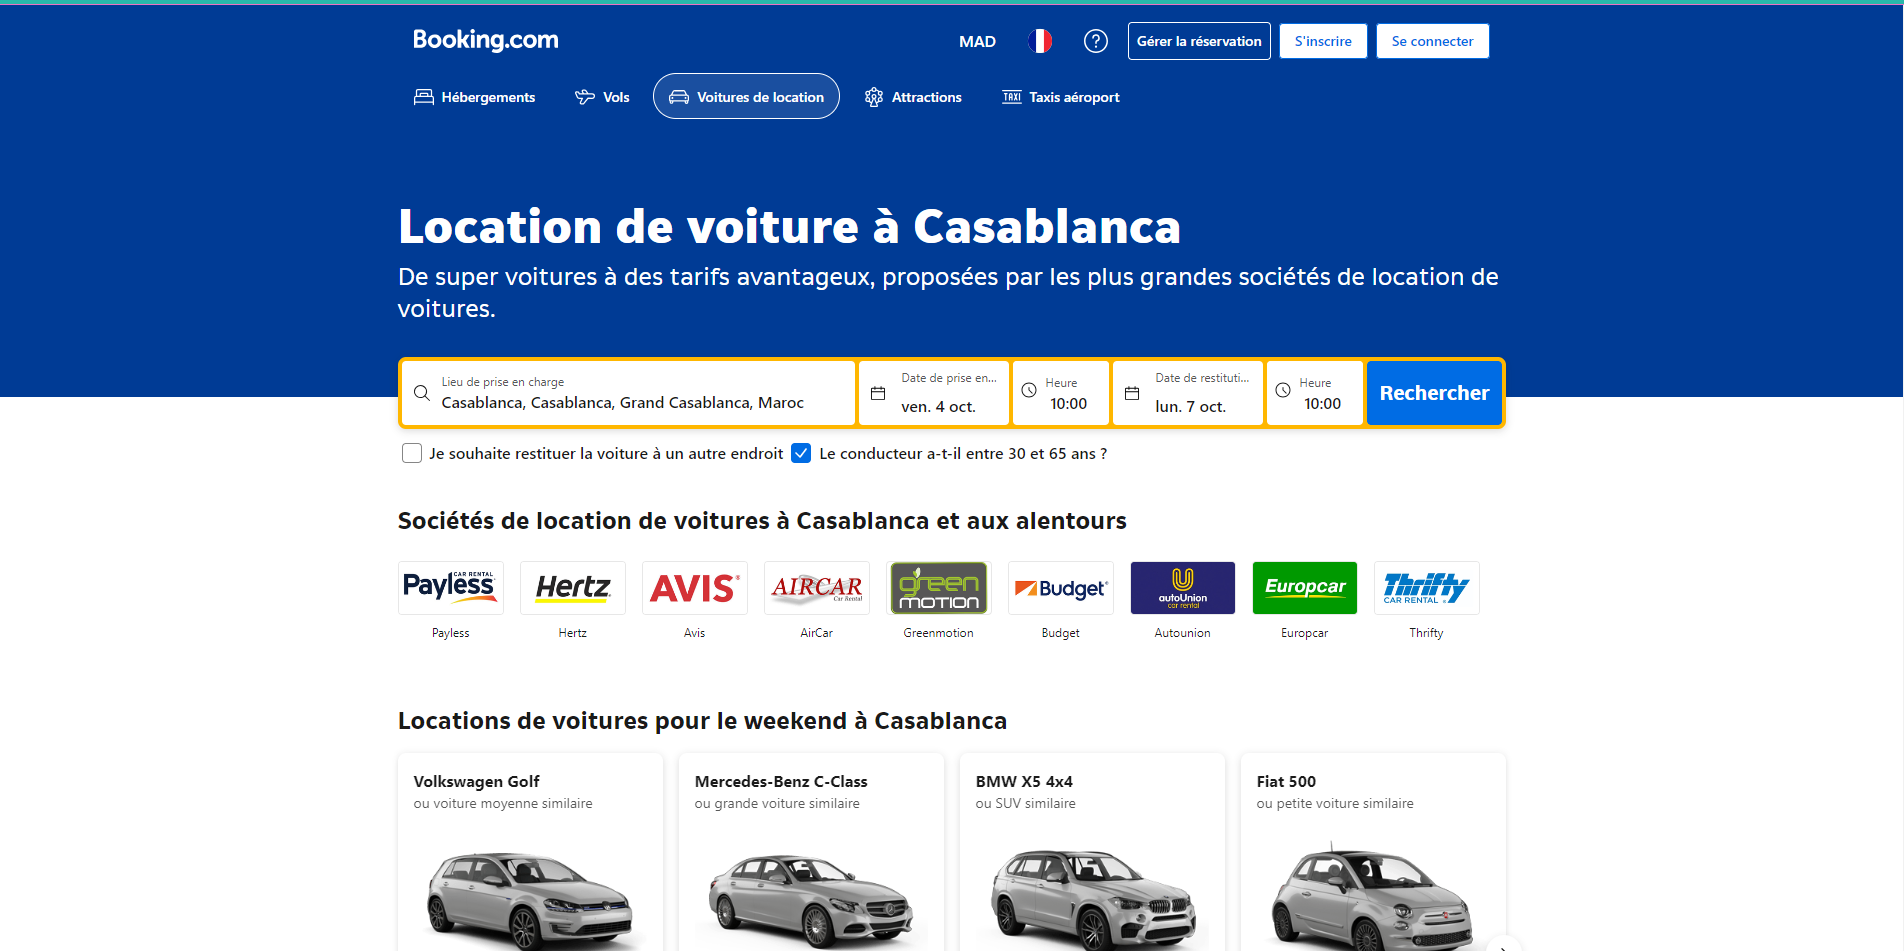 Booking.com
MAD
Gérer la réservation
S'inscrire
Se connecter
Hébergements
Vols
Voitures de location
Attractions
TAXI
Taxis aéroport
Location de voiture à Casablanca
De super voitures à des tarifs avantageux, proposées par les plus grandes sociétés de location de
voitures.
Lieu de prise en charge
Casablanca, Casablanca, Grand Casablanca, Maroc
Date de prise en...
ven. 4 oct.
Heure
10:00
Date de restituti...
lun. 7 oct.
Heure
10:00
Rechercher
Je souhaite restituer la voiture à un autre endroit
Le conducteur a-t-il entre 30 et 65 ans ?
Sociétés de location de voitures à Casablanca et aux alentours
CAR RENTAL
Payless
Hertz
AVIS
AIRCAR
Car Rental
green
MOTION
Budget
autoUnion
car rental
Europcar
Thrifty
CAR RENTAL
Payless
Hertz
Avis
AirCar
Greenmotion
Budget
Autounion
Europcar
Thrifty
Locations de voitures pour le weekend à Casablanca
Volkswagen Golf
ou voiture moyenne similaire
Mercedes-Benz C-Class
ou grande voiture similaire
BMW X5 4x4
ou SUV similaire
Fiat 500
ou petite voiture similaire